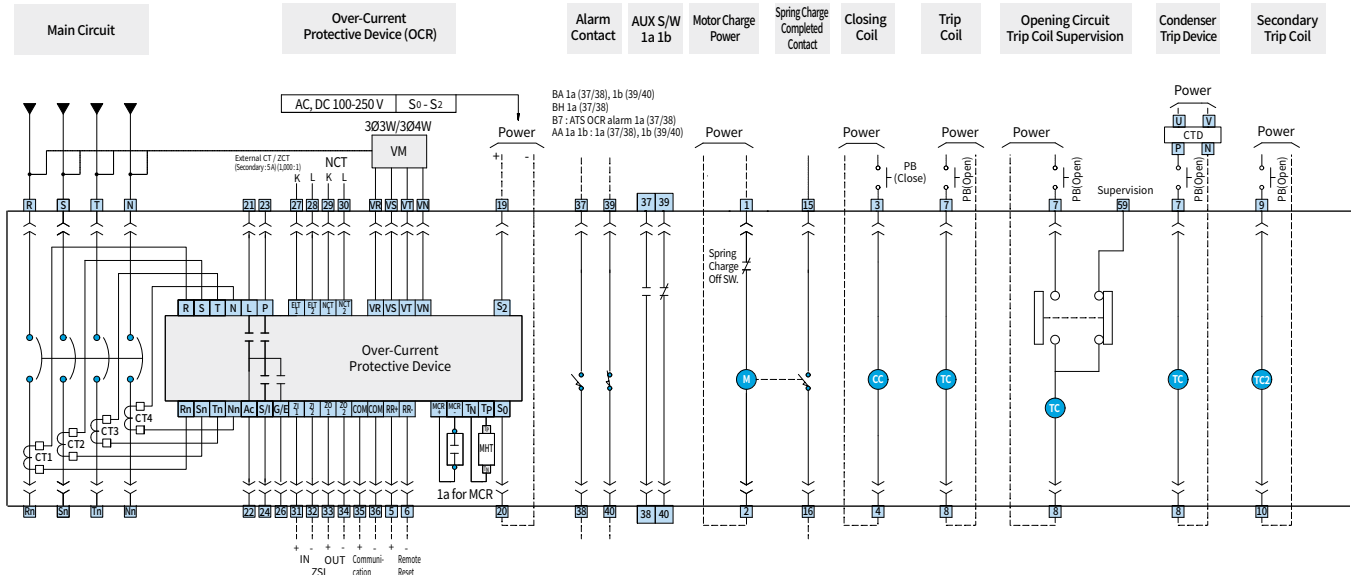 Main Circuit
Over-Current
Protective Device (OCR)
Alarm
Contact
AUX S/W
1a 1b
Motor Charge
Power
Spring Charge
Completed
Contact
Closing
Coil
Trip
Coil
Opening Circuit
Trip Coil Supervision
Condenser
Trip Device
Secondary
Trip Coil
AC, DC 100-250 V
S0 - S2
BA 1a (37/38), 1b (39/40)
BH 1a (37/38)
B7 : ATS OCR alarm 1a (37/38)
AA 1a 1b : 1a (37/38), 1b (39/40)
3Ø3W/3Ø4W
VM
External CT / ZCT
(Secondary : 5 A) (1,000 : 1)
NCT
K L K L
Power
+ -
Power
Power
PB
(Close)
Power
PB(Open)
Power
PB(Open)
Supervision
Power
U V
CTD
P N
PB(Open)
Power
PB(Open)
R S T N 21 23 27 28 29 30 VR VS VT VN 19 37 39 37 39 1 15 3 7 7 59 7 9
Spring
Charge
Off SW.
R S T N L P ELT 1 ELT 2 NCT 1 NCT 2 VR VS VT VN S2
Over-Current
Protective Device
M
CC
TC
TC
TC
TC2
Rn Sn Tn Nn Ac S/I G/E ZI 1 ZI 2 ZO 1 ZO 2 COM COM RR+ RR- MCR + MCR - TN TP S0
CT1
CT2
CT3
CT4
MHT
1a for MCR
Rn Sn Tn Nn 22 24 26 31 32 33 34 35 36 5 6 20 38 40 38 40 2 16 4 8 8 8 10
+ - + - + - + -
IN OUT
ZSI
Communi-
cation
Remote
Reset